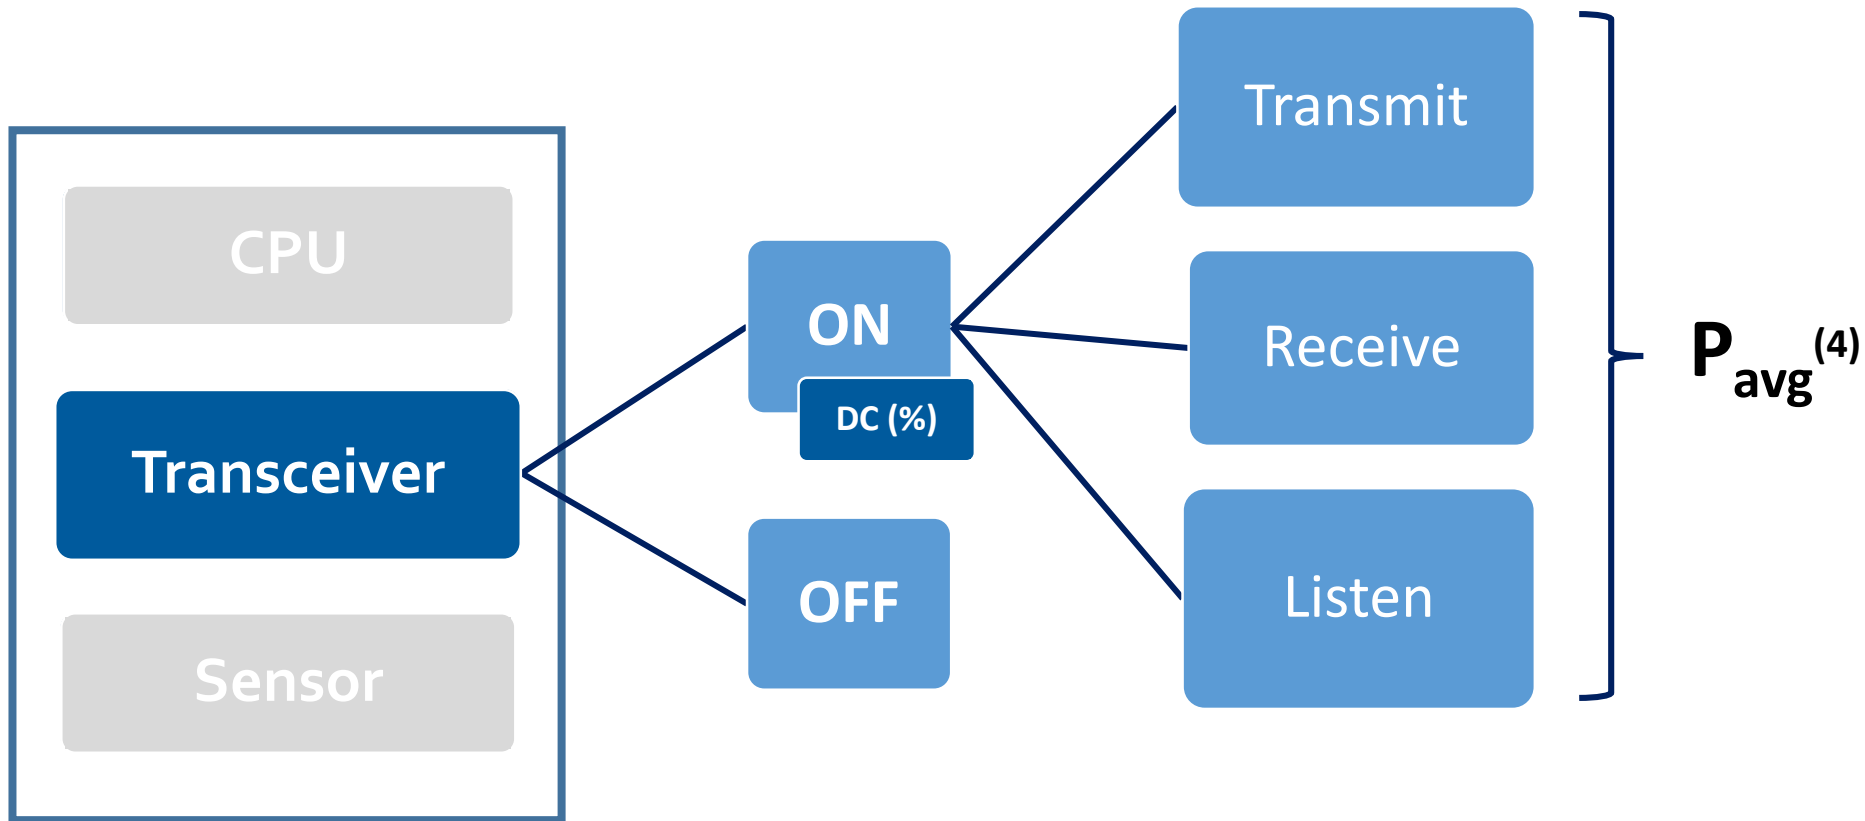 CPU
Transceiver
Sensor
ON
DC (%)
OFF
Transmit
Receive
Listen
Pavg(4)